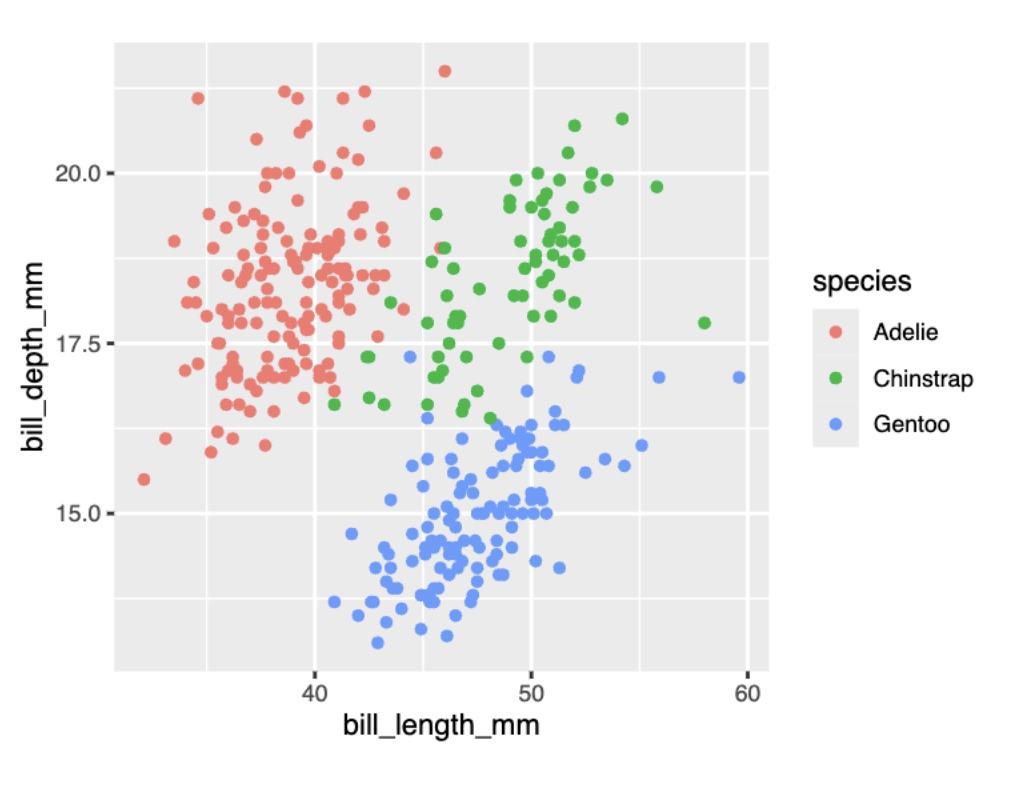 20.0
17.5
15.0
bill_depth_mm
40
50
60
bill_length_mm
species
Adelie
Chinstrap
Gentoo